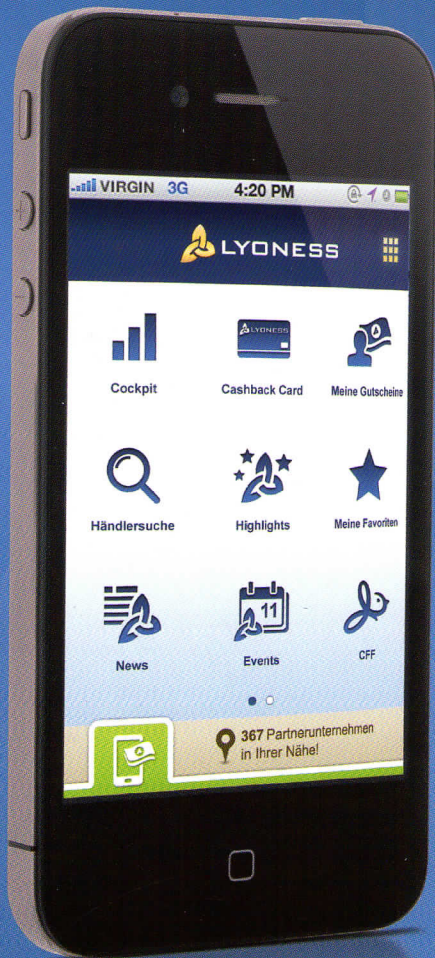 VIRGIN 3G 4:20 PM
LYONESS
LYONESS
Cockpit
Cashback Card
Meine Gutscheine
Händlersuche
Highlights
Meine Favoriten
11
News
Events
CFF
367 Partnerunternehmen
in Ihrer Nähe!